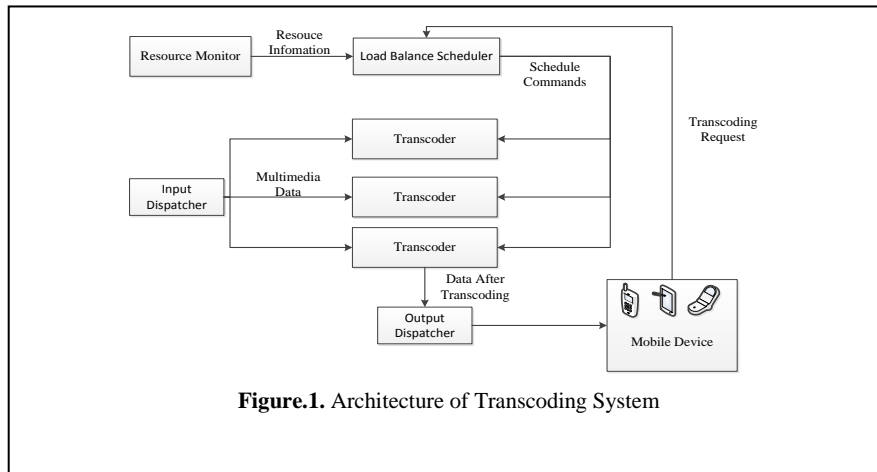 Resource Monitor
Resouce
Infomation
Load Balance Scheduler
Schedule
Commands
Transcoding
Request
Transcoder
Input
Dispatcher
Multimedia
Data
Transcoder
Transcoder
Data After
Transcoding
Output
Dispatcher
Mobile Device
Figure.1. Architecture of Transcoding System